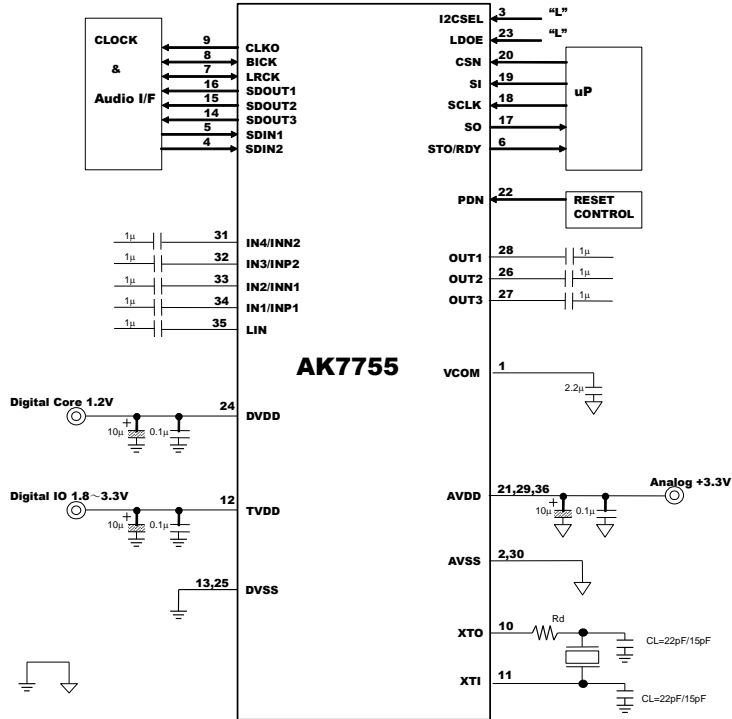 CLOCK
&
Audio I/F
9 CLKO
8 BICK
7 LRCK
16 SDOUT1
15 SDOUT2
14 SDOUT3
5 SDIN1
4 SDIN2
I2CSEL 3 “L”
LDOE 23 “L”
CSN 20
SI 19
SCLK 18
SO 17
STO/RDY 6
uP
PDN 22
RESET
CONTROL
1μ 31 IN4/INN2
1μ 32 IN3/INP2
1μ 33 IN2/INN1
1μ 34 IN1/INP1
1μ 35 LIN
OUT1 28 1μ
OUT2 26 1μ
OUT3 27 1μ
AK7755
VCOM 1
2.2μ
Digital Core 1.2V
24 DVDD
+
10μ 0.1μ
Digital IO 1.8~3.3V
12 TVDD
+
10μ 0.1μ
AVDD 21,29,36
Analog +3.3V
+
10μ 0.1μ
AVSS 2,30
13,25 DVSS
XTO 10 Rd
CL=22pF/15pF
XTI 11
CL=22pF/15pF